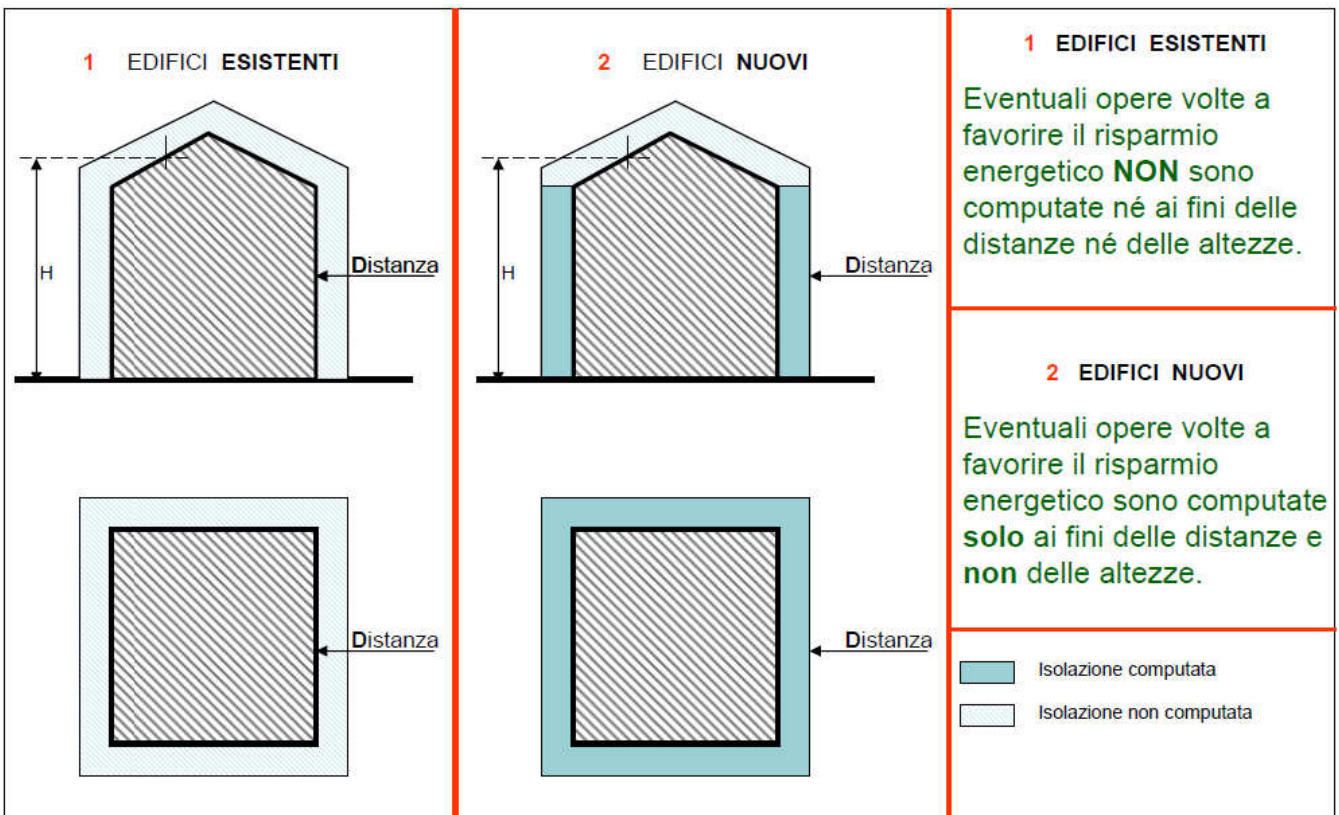 1 EDIFICI ESISTENTI
H
Distanza
Distanza
2 EDIFICI NUOVI
H
Distanza
Distanza
1 EDIFICI ESISTENTI
Eventuali opere volte a
favorire il risparmio
energetico NON sono
computate né ai fini delle
distanze né delle altezze.
2 EDIFICI NUOVI
Eventuali opere volte a
favorire il risparmio
energetico sono computate
solo ai fini delle distanze e
non delle altezze.
Isolazione computata
Isolazione non computata